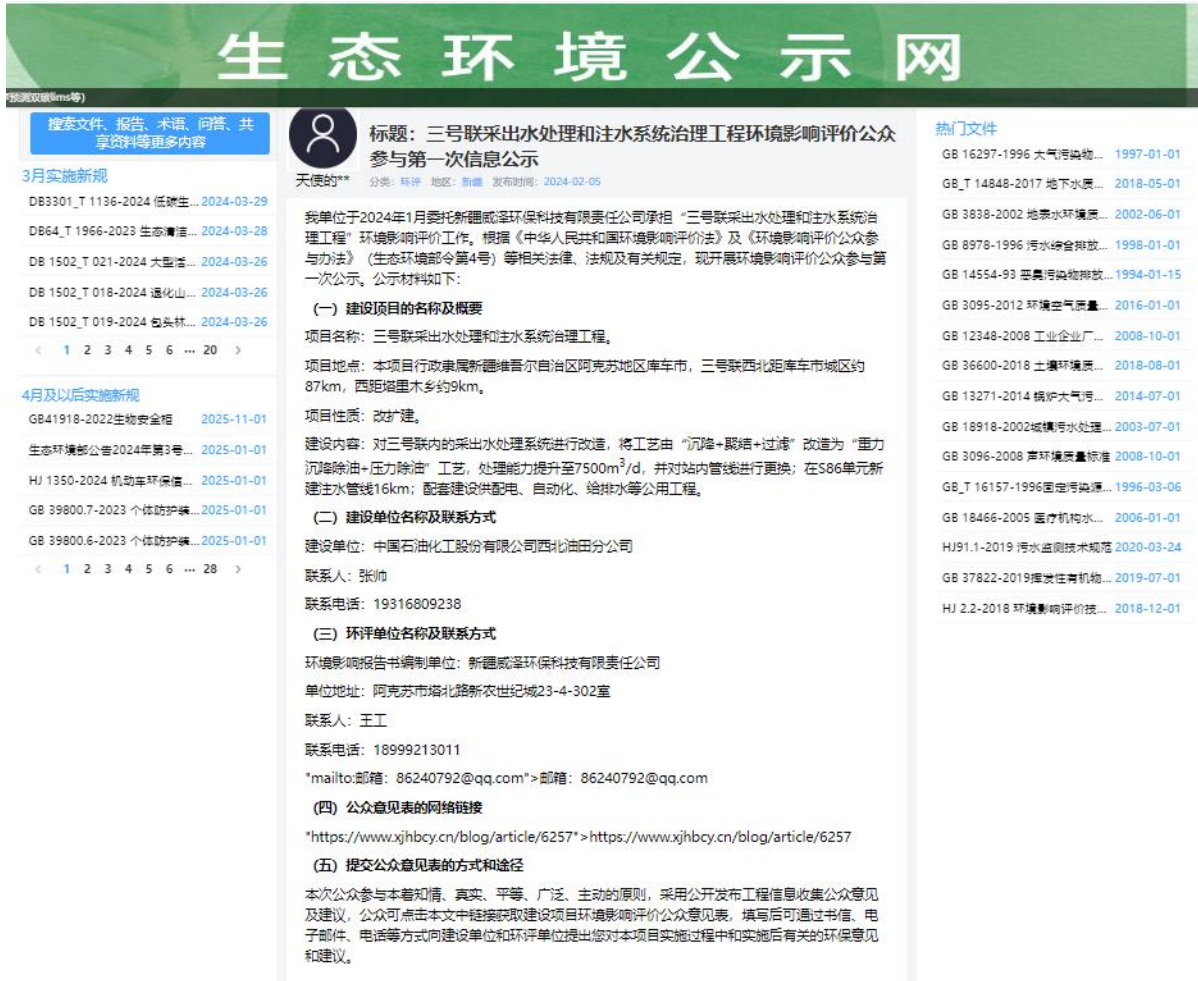 生态环境公示网
预测双碳lims等)
搜索文件、报告、术语、问答、共
享资料等更多内容
3月实施新规
DB3301_T 1136-2024 低碳生... 2024-03-29
DB64_T 1966-2023 生态清洁... 2024-03-28
DB 1502_T 021-2024 大型活... 2024-03-26
DB 1502_T 018-2024 退化山... 2024-03-26
DB 1502_T 019-2024 包头林... 2024-03-26
< 1 2 3 4 5 6 ... 20 >
4月及以后实施新规
GB41918-2022生物安全柜 2025-11-01
生态环境部公告2024年第3号... 2025-01-01
HJ 1350-2024 机动车环保信... 2025-01-01
GB 39800.7-2023 个体防护装... 2025-01-01
GB 39800.6-2023 个体防护装... 2025-01-01
< 1 2 3 4 5 6 ... 28 >
天使的**
标题：三号联采出水处理和注水系统治理工程环境影响评价公众
参与第一次信息公示
分类：环评 地区：新疆 发布时间：2024-02-05
我单位于2024年1月委托新疆威泽环保科技有限责任公司承担“三号联采出水处理和注水系统治
理工程”环境影响评价工作。根据《中华人民共和国环境影响评价法》及《环境影响评价公众参
与办法》（生态环境部令第4号）等相关法律、法规及有关规定，现开展环境影响评价公众参与第
一次公示。公示材料如下：
（一）建设项目的名称及概要
项目名称：三号联采出水处理和注水系统治理工程。
项目地点：本项目行政隶属新疆维吾尔自治区阿克苏地区库车市，三号联西北距库车市城区约
87km，西距塔里木乡约9km。
项目性质：改扩建。
建设内容：对三号联内的采出水处理系统进行改造，将工艺由“沉降+聚结+过滤”改造为“重力
沉降除油+压力除油”工艺，处理能力提升至7500m³/d，并对站内管线进行更换；在S86单元新
建注水管线16km；配套建设供配电、自动化、给排水等公用工程。
（二）建设单位名称及联系方式
建设单位：中国石油化工股份有限公司西北油田分公司
联系人：张帅
联系电话：19316809238
（三）环评单位名称及联系方式
环境影响报告书编制单位：新疆威泽环保科技有限责任公司
单位地址：阿克苏市塔北路新农世纪城23-4-302室
联系人：王工
联系电话：18999213011
"mailto:邮箱：86240792@qq.com">邮箱：86240792@qq.com
（四）公众意见表的网络链接
"https://www.xjhbcy.cn/blog/article/6257">https://www.xjhbcy.cn/blog/article/6257
（五）提交公众意见表的方式和途径
本次公众参与本着知情、真实、平等、广泛、主动的原则，采用公开发布工程信息收集公众意见
及建议，公众可点击本文中链接获取建设项目环境影响评价公众意见表，填写后可通过书信、电
子邮件、电话等方式向建设单位和环评单位提出您对本项目实施过程中和实施后有关的环保意见
和建议。
热门文件
GB 16297-1996 大气污染物... 1997-01-01
GB_T 14848-2017 地下水质... 2018-05-01
GB 3838-2002 地表水环境质... 2002-06-01
GB 8978-1996 污水综合排放... 1998-01-01
GB 14554-93 恶臭污染物排放... 1994-01-15
GB 3095-2012 环境空气质量... 2016-01-01
GB 12348-2008 工业企业厂... 2008-10-01
GB 36600-2018 土壤环境质... 2018-08-01
GB 13271-2014 锅炉大气污... 2014-07-01
GB 18918-2002城镇污水处理... 2003-07-01
GB 3096-2008 声环境质量标准 2008-10-01
GB_T 16157-1996固定污染源... 1996-03-06
GB 18466-2005 医疗机构水... 2006-01-01
HJ91.1-2019 污水监测技术规范 2020-03-24
GB 37822-2019挥发性有机物... 2019-07-01
HJ 2.2-2018 环境影响评价技... 2018-12-01